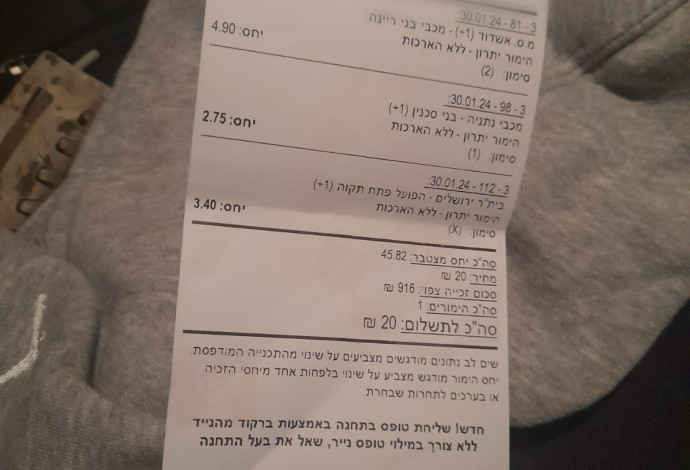 3 - 81 - 30.01.24:
מ.ס. אשדוד (1+) - מכבי בני ריינה
הימור יתרון - ללא הארכות יחס: 4.90
סימון: (2)
3 - 98 - 30.01.24:
מכבי נתניה - בני סכנין (1+)
הימור יתרון - ללא הארכות יחס: 2.75
סימון: (1)
3 - 112 - 30.01.24:
בית"ר ירושלים - הפועל פתח תקוה (1+)
הימור יתרון - ללא הארכות יחס: 3.40
סימון: (X)
סה"כ יחס מצטבר: 45.82
מחיר: 20 ₪
סכום זכייה צפוי: 916 ₪
סה"כ הימורים: 1
סה"כ לתשלום: 20 ₪
שים לב נתונים מודגשים מצביעים על שינוי מהתכנייה המודפסת.
יחס הימור מודגש מצביע על שינוי בלפחות אחד מיחסי הזכיה
או בערכים לתחרות שבחרת.
חדש! שליחת טופס בתחנה באמצעות ברקוד מהנייד
ללא צורך במילוי טופס נייר, שאל את בעל התחנה